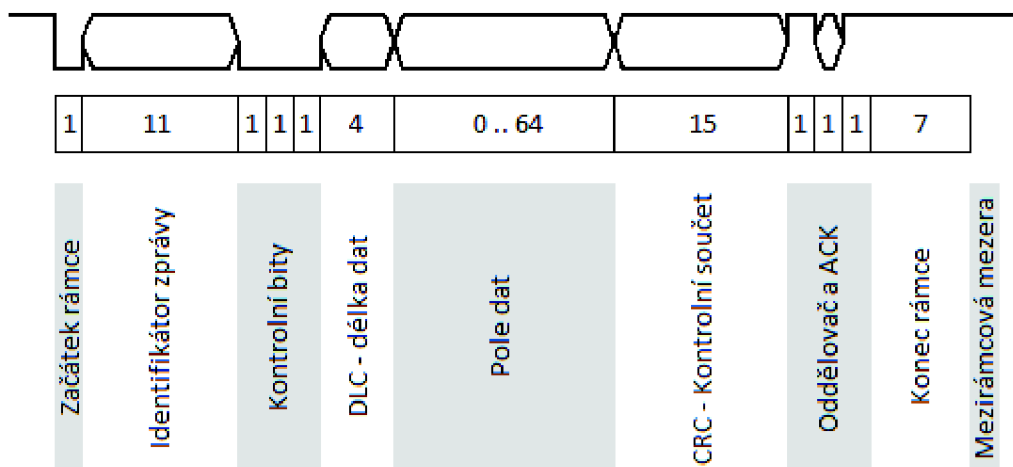 1 11 1 1 1 4 0 .. 64 15 1 1 1 7
Začátek rámce
Identifikátor zprávy
Kontrolní bity
DLC - délka dat
Pole dat
CRC - Kontrolní součet
Oddělovač a ACK
Konec rámce
Mezirámcová mezera